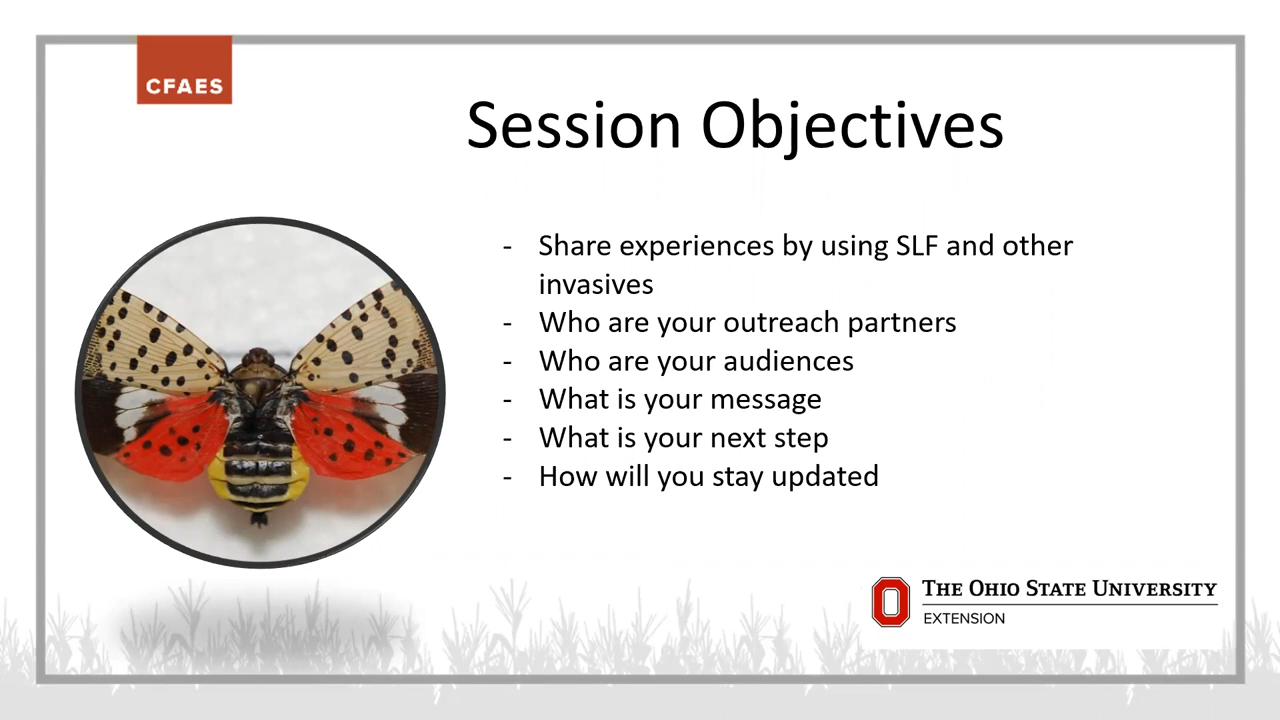 CFAES
Session Objectives
- Share experiences by using SLF and other
invasives
- Who are your outreach partners
- Who are your audiences
- What is your message
- What is your next step
- How will you stay updated
THE OHIO STATE UNIVERSITY
EXTENSION